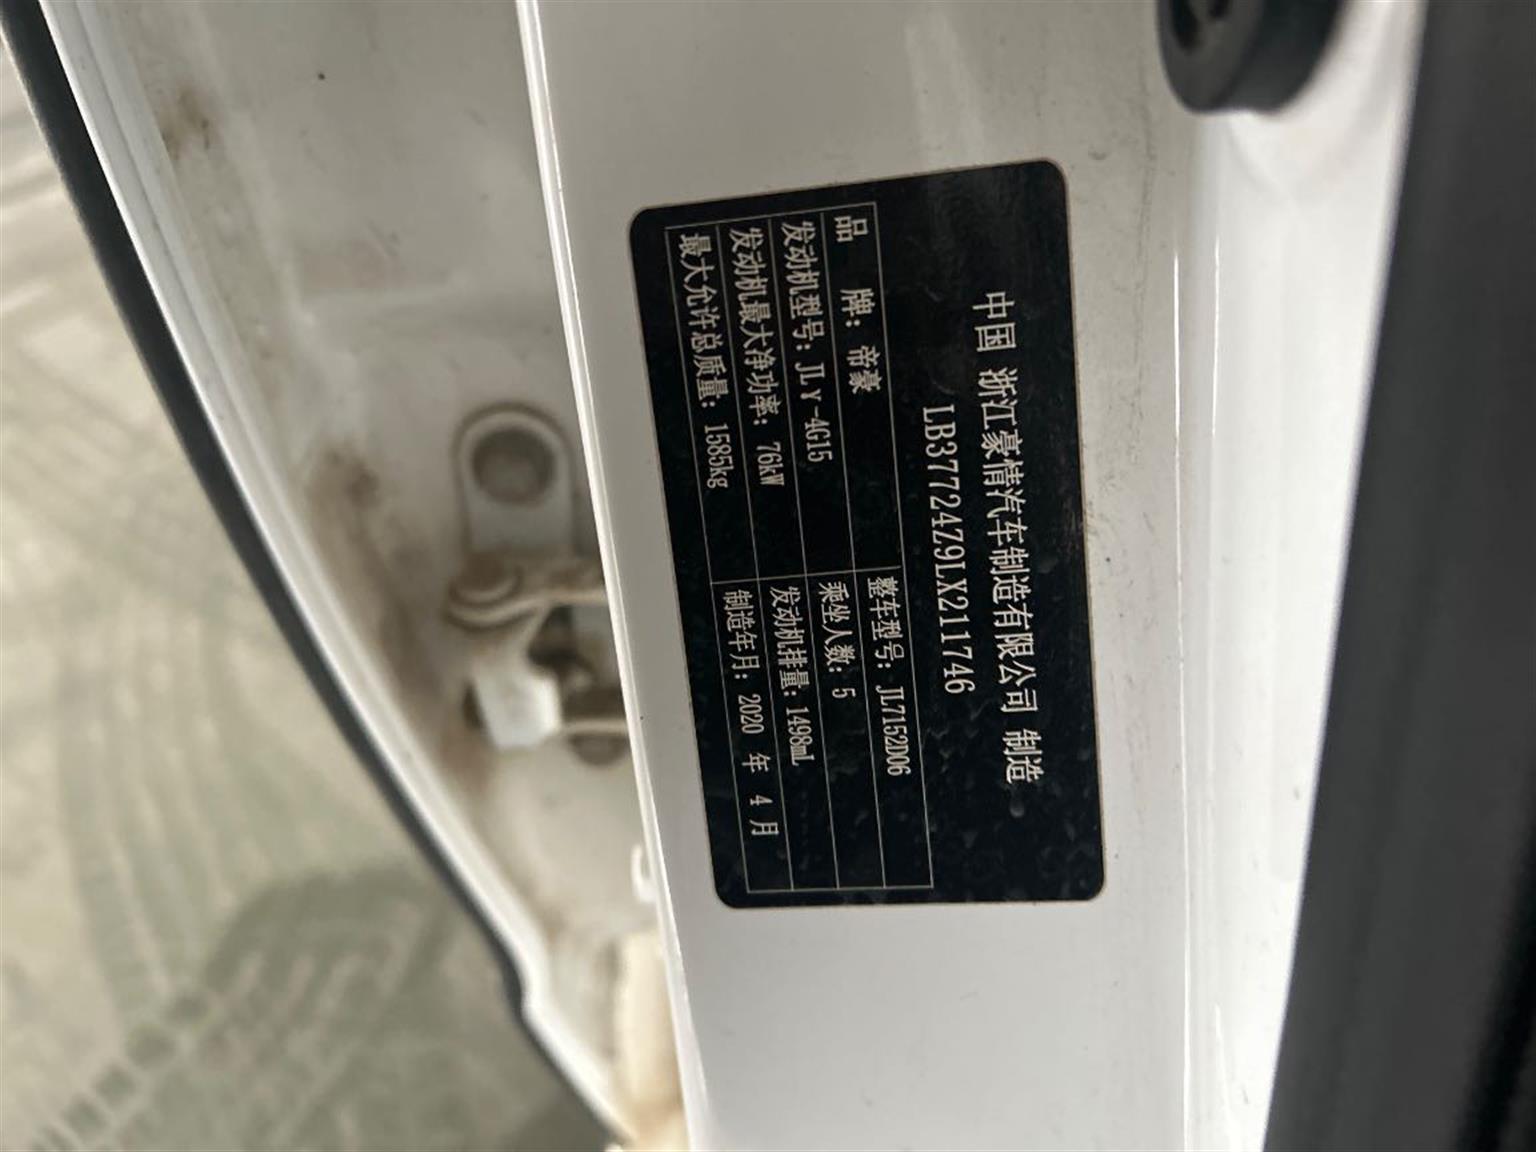 中国 浙江豪情汽车制造有限公司 制造
LB37724Z9LX211746
品 牌：帝豪 整车型号：JL7152D06
发动机型号：JLγ-4G15 乘坐人数：5
发动机最大净功率：76kW 发动机排量：1498mL
最大允许总质量：1585kg 制造年月：2020 年 4 月